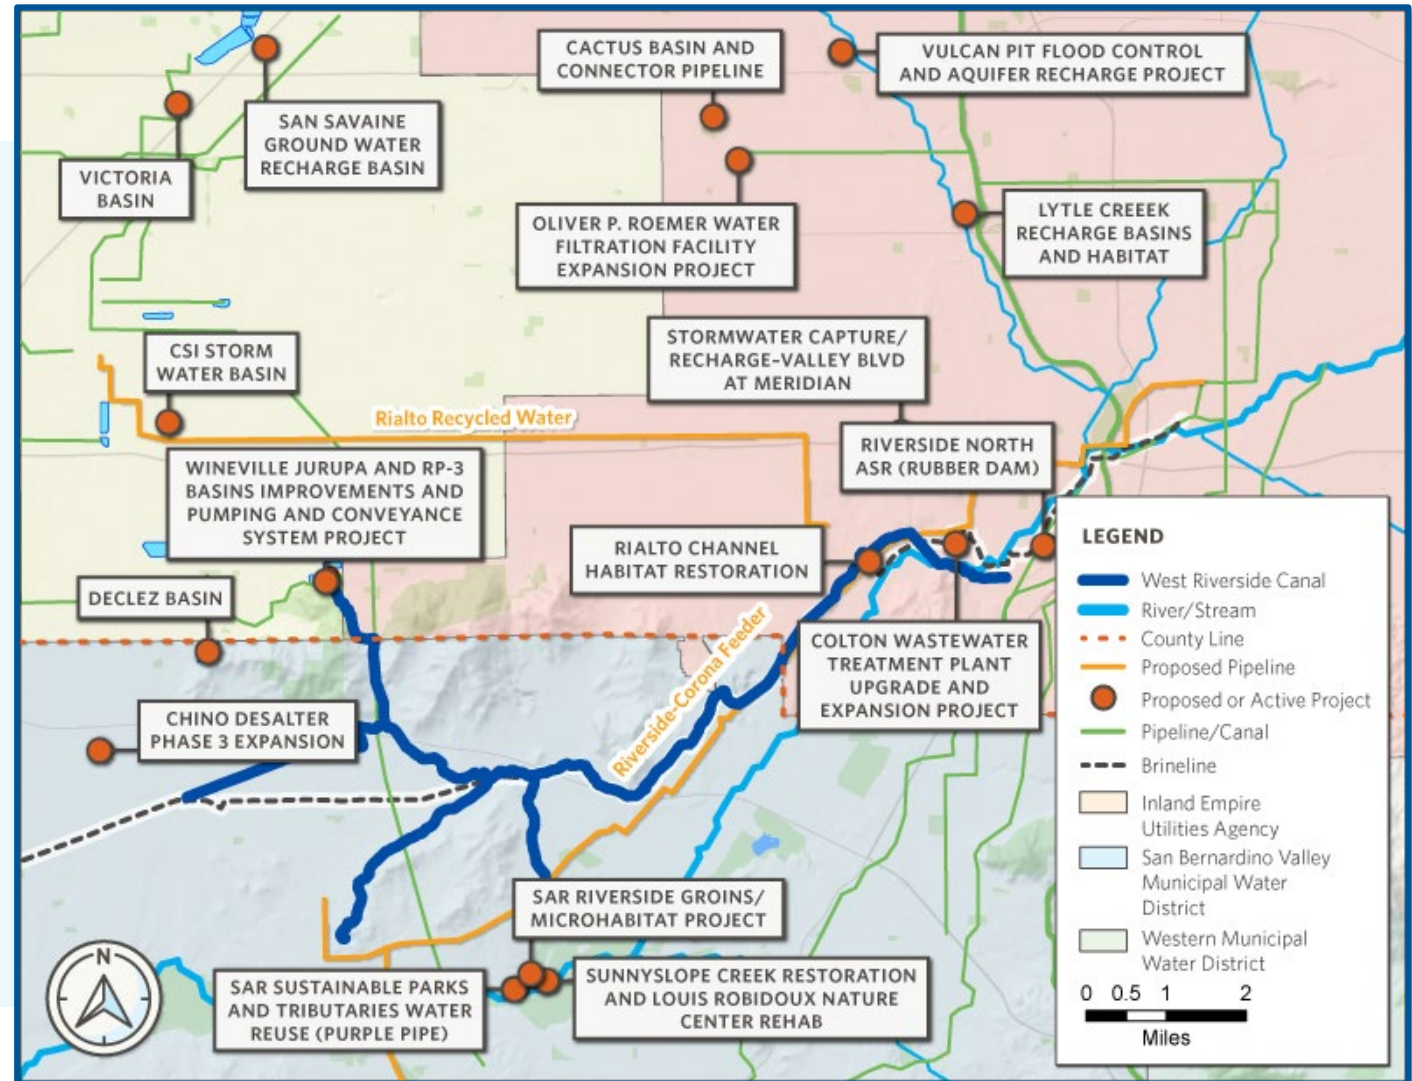 CACTUS BASIN AND
CONNECTOR PIPELINE
VULCAN PIT FLOOD CONTROL
AND AQUIFER RECHARGE PROJECT
SAN SAVAINE
GROUND WATER
RECHARGE BASIN
VICTORIA
BASIN
OLIVER P. ROEMER WATER
FILTRATION FACILITY
EXPANSION PROJECT
LYTLE CREEEK
RECHARGE BASINS
AND HABITAT
STORMWATER CAPTURE/
RECHARGE-VALLEY BLVD
AT MERIDIAN
CSI STORM
WATER BASIN
Rialto Recycled Water
RIVERSIDE NORTH
ASR (RUBBER DAM)
WINEVILLE JURUPA AND RP-3
BASINS IMPROVEMENTS AND
PUMPING AND CONVEYANCE
SYSTEM PROJECT
RIALTO CHANNEL
HABITAT RESTORATION
DECLEZ BASIN
COLTON WASTEWATER
TREATMENT PLANT
UPGRADE AND
EXPANSION PROJECT
Riverside-Corona Feeder
CHINO DESALTER
PHASE 3 EXPANSION
SAR RIVERSIDE GROINS/
MICROHABITAT PROJECT
SAR SUSTAINABLE PARKS
AND TRIBUTARIES WATER
REUSE (PURPLE PIPE)
SUNNYSLOPE CREEK RESTORATION
AND LOUIS ROBIDOUX NATURE
CENTER REHAB
N
LEGEND
West Riverside Canal
River/Stream
County Line
Proposed Pipeline
Proposed or Active Project
Pipeline/Canal
Brineline
Inland Empire
Utilities Agency
San Bernardino Valley
Municipal Water
District
Western Municipal
Water District
0 0.5 1 2
Miles